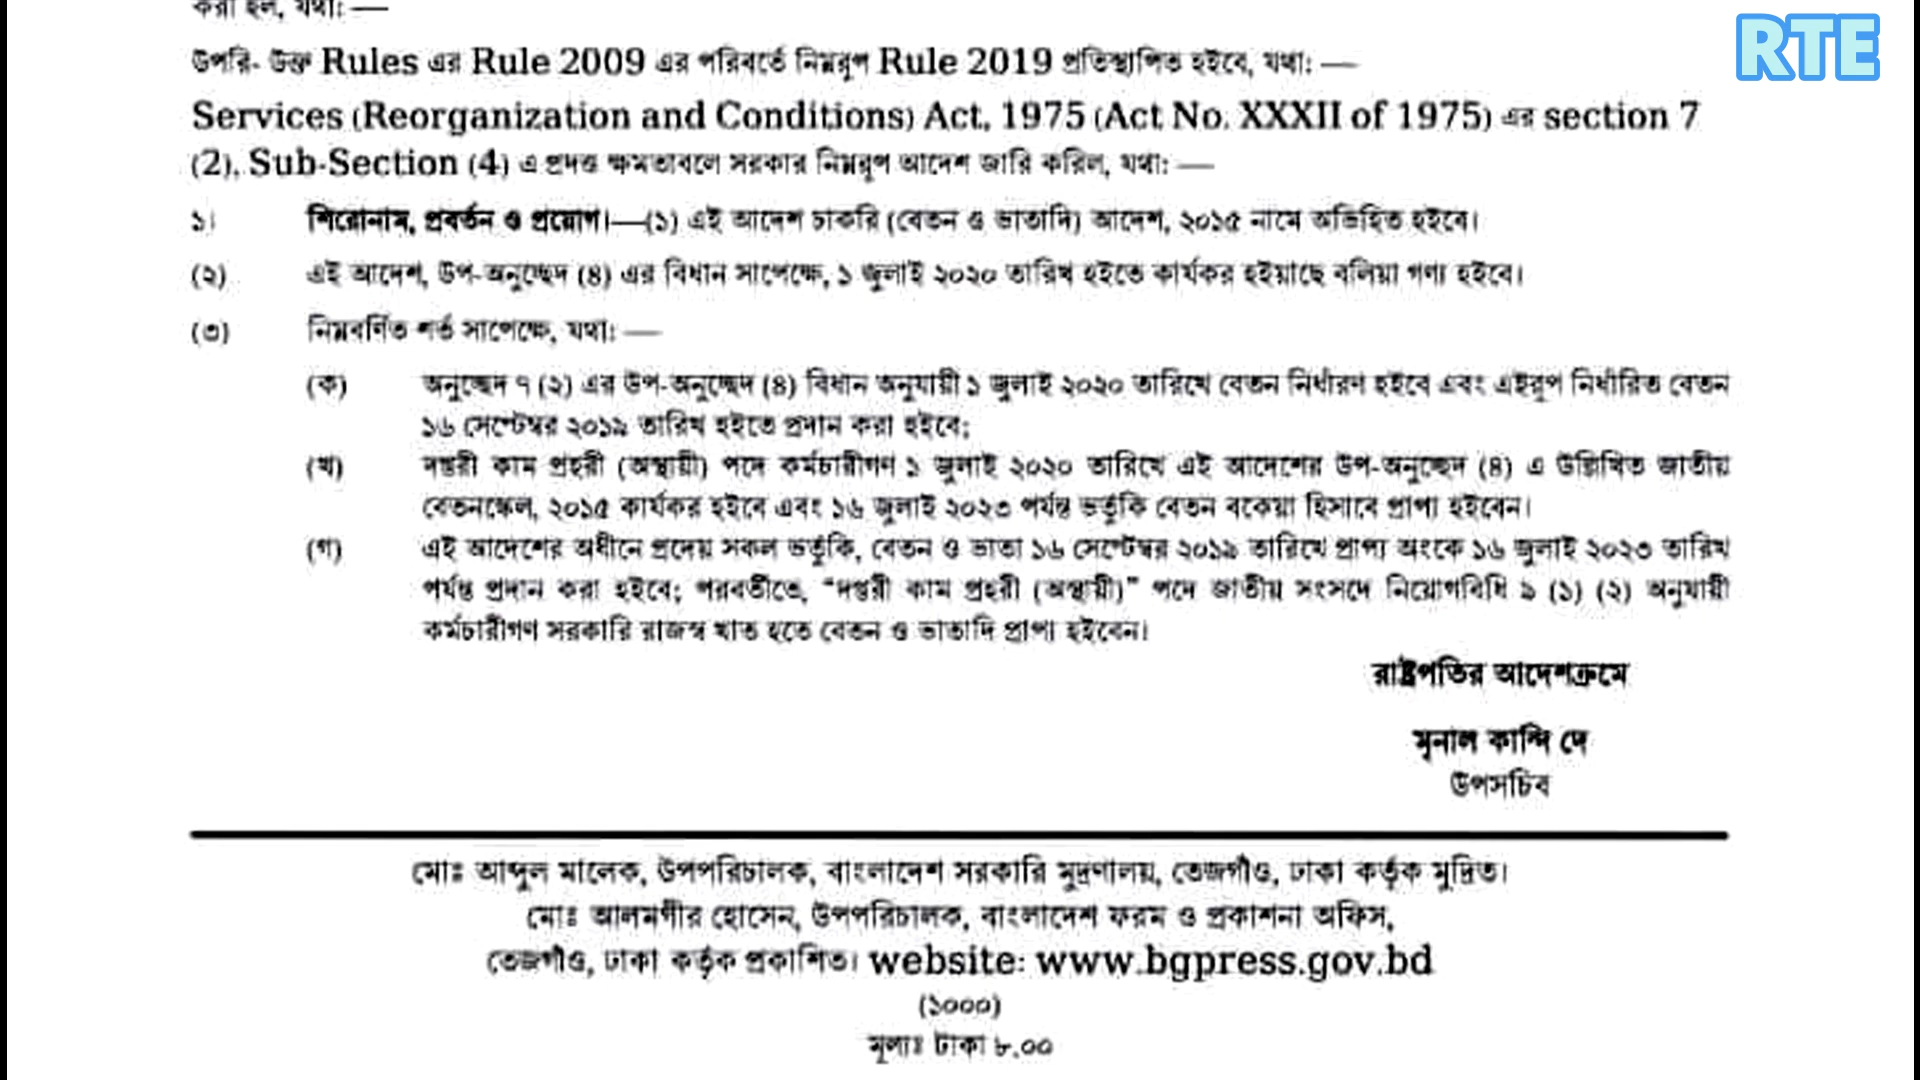 করা হল, যথা: —
RTE
উপরি- উক্ত Rules এর Rule 2009 এর পরিবর্তে নিম্নরূপ Rule 2019 প্রতিস্থাপিত হইবে, যথা: —
Services (Reorganization and Conditions) Act, 1975 (Act No. XXXII of 1975) এর section 7
(2), Sub-Section (4) এ প্রদত্ত ক্ষমতাবলে সরকার নিম্নরূপ আদেশ জারি করিল, যথা: —
১। শিরোনাম, প্রবর্তন ও প্রয়োগ।—(১) এই আদেশ চাকরি (বেতন ও ভাতাদি) আদেশ, ২০১৫ নামে অভিহিত হইবে।
(২) এই আদেশ, উপ-অনুচ্ছেদ (৪) এর বিধান সাপেক্ষে, ১ জুলাই ২০২০ তারিখ হইতে কার্যকর হইয়াছে বলিয়া গণ্য হইবে।
(৩) নিম্নবর্ণিত শর্ত সাপেক্ষে, যথা: —
(ক) অনুচ্ছেদ ৭ (২) এর উপ-অনুচ্ছেদ (৪) বিধান অনুযায়ী ১ জুলাই ২০২০ তারিখে বেতন নির্ধারণ হইবে এবং এইরূপ নির্ধারিত বেতন
১৬ সেপ্টেম্বর ২০১৯ তারিখ হইতে প্রদান করা হইবে;
(খ) দপ্তরী কাম প্রহরী (অস্থায়ী) পদে কর্মচারীগণ ১ জুলাই ২০২০ তারিখে এই আদেশের উপ-অনুচ্ছেদ (৪) এ উল্লিখিত জাতীয়
বেতনস্কেল, ২০১৫ কার্যকর হইবে এবং ১৬ জুলাই ২০২৩ পর্যন্ত ভর্তুকি বেতন বকেয়া হিসাবে প্রাপ্য হইবেন।
(গ) এই আদেশের অধীনে প্রদেয় সকল ভর্তুকি, বেতন ও ভাতা ১৬ সেপ্টেম্বর ২০১৯ তারিখে প্রাপ্য অংকে ১৬ জুলাই ২০২৩ তারিখ
পর্যন্ত প্রদান করা হইবে; পরবর্তীতে, “দপ্তরী কাম প্রহরী (অস্থায়ী)” পদে জাতীয় সংসদে নিয়োগবিধি ৯ (১) (২) অনুযায়ী
কর্মচারীগণ সরকারি রাজস্ব খাত হতে বেতন ও ভাতাদি প্রাপ্য হইবেন।
রাষ্ট্রপতির আদেশক্রমে
মৃনাল কান্দি দে
উপসচিব
মোঃ আব্দুল মালেক, উপপরিচালক, বাংলাদেশ সরকারি মুদ্রণালয়, তেজগাঁও, ঢাকা কর্তৃক মুদ্রিত।
মোঃ আলমগীর হোসেন, উপপরিচালক, বাংলাদেশ ফরম ও প্রকাশনা অফিস,
তেজগাঁও, ঢাকা কর্তৃক প্রকাশিত। website: www.bgpress.gov.bd
(১০০০)
মূল্যঃ টাকা ৮.০০